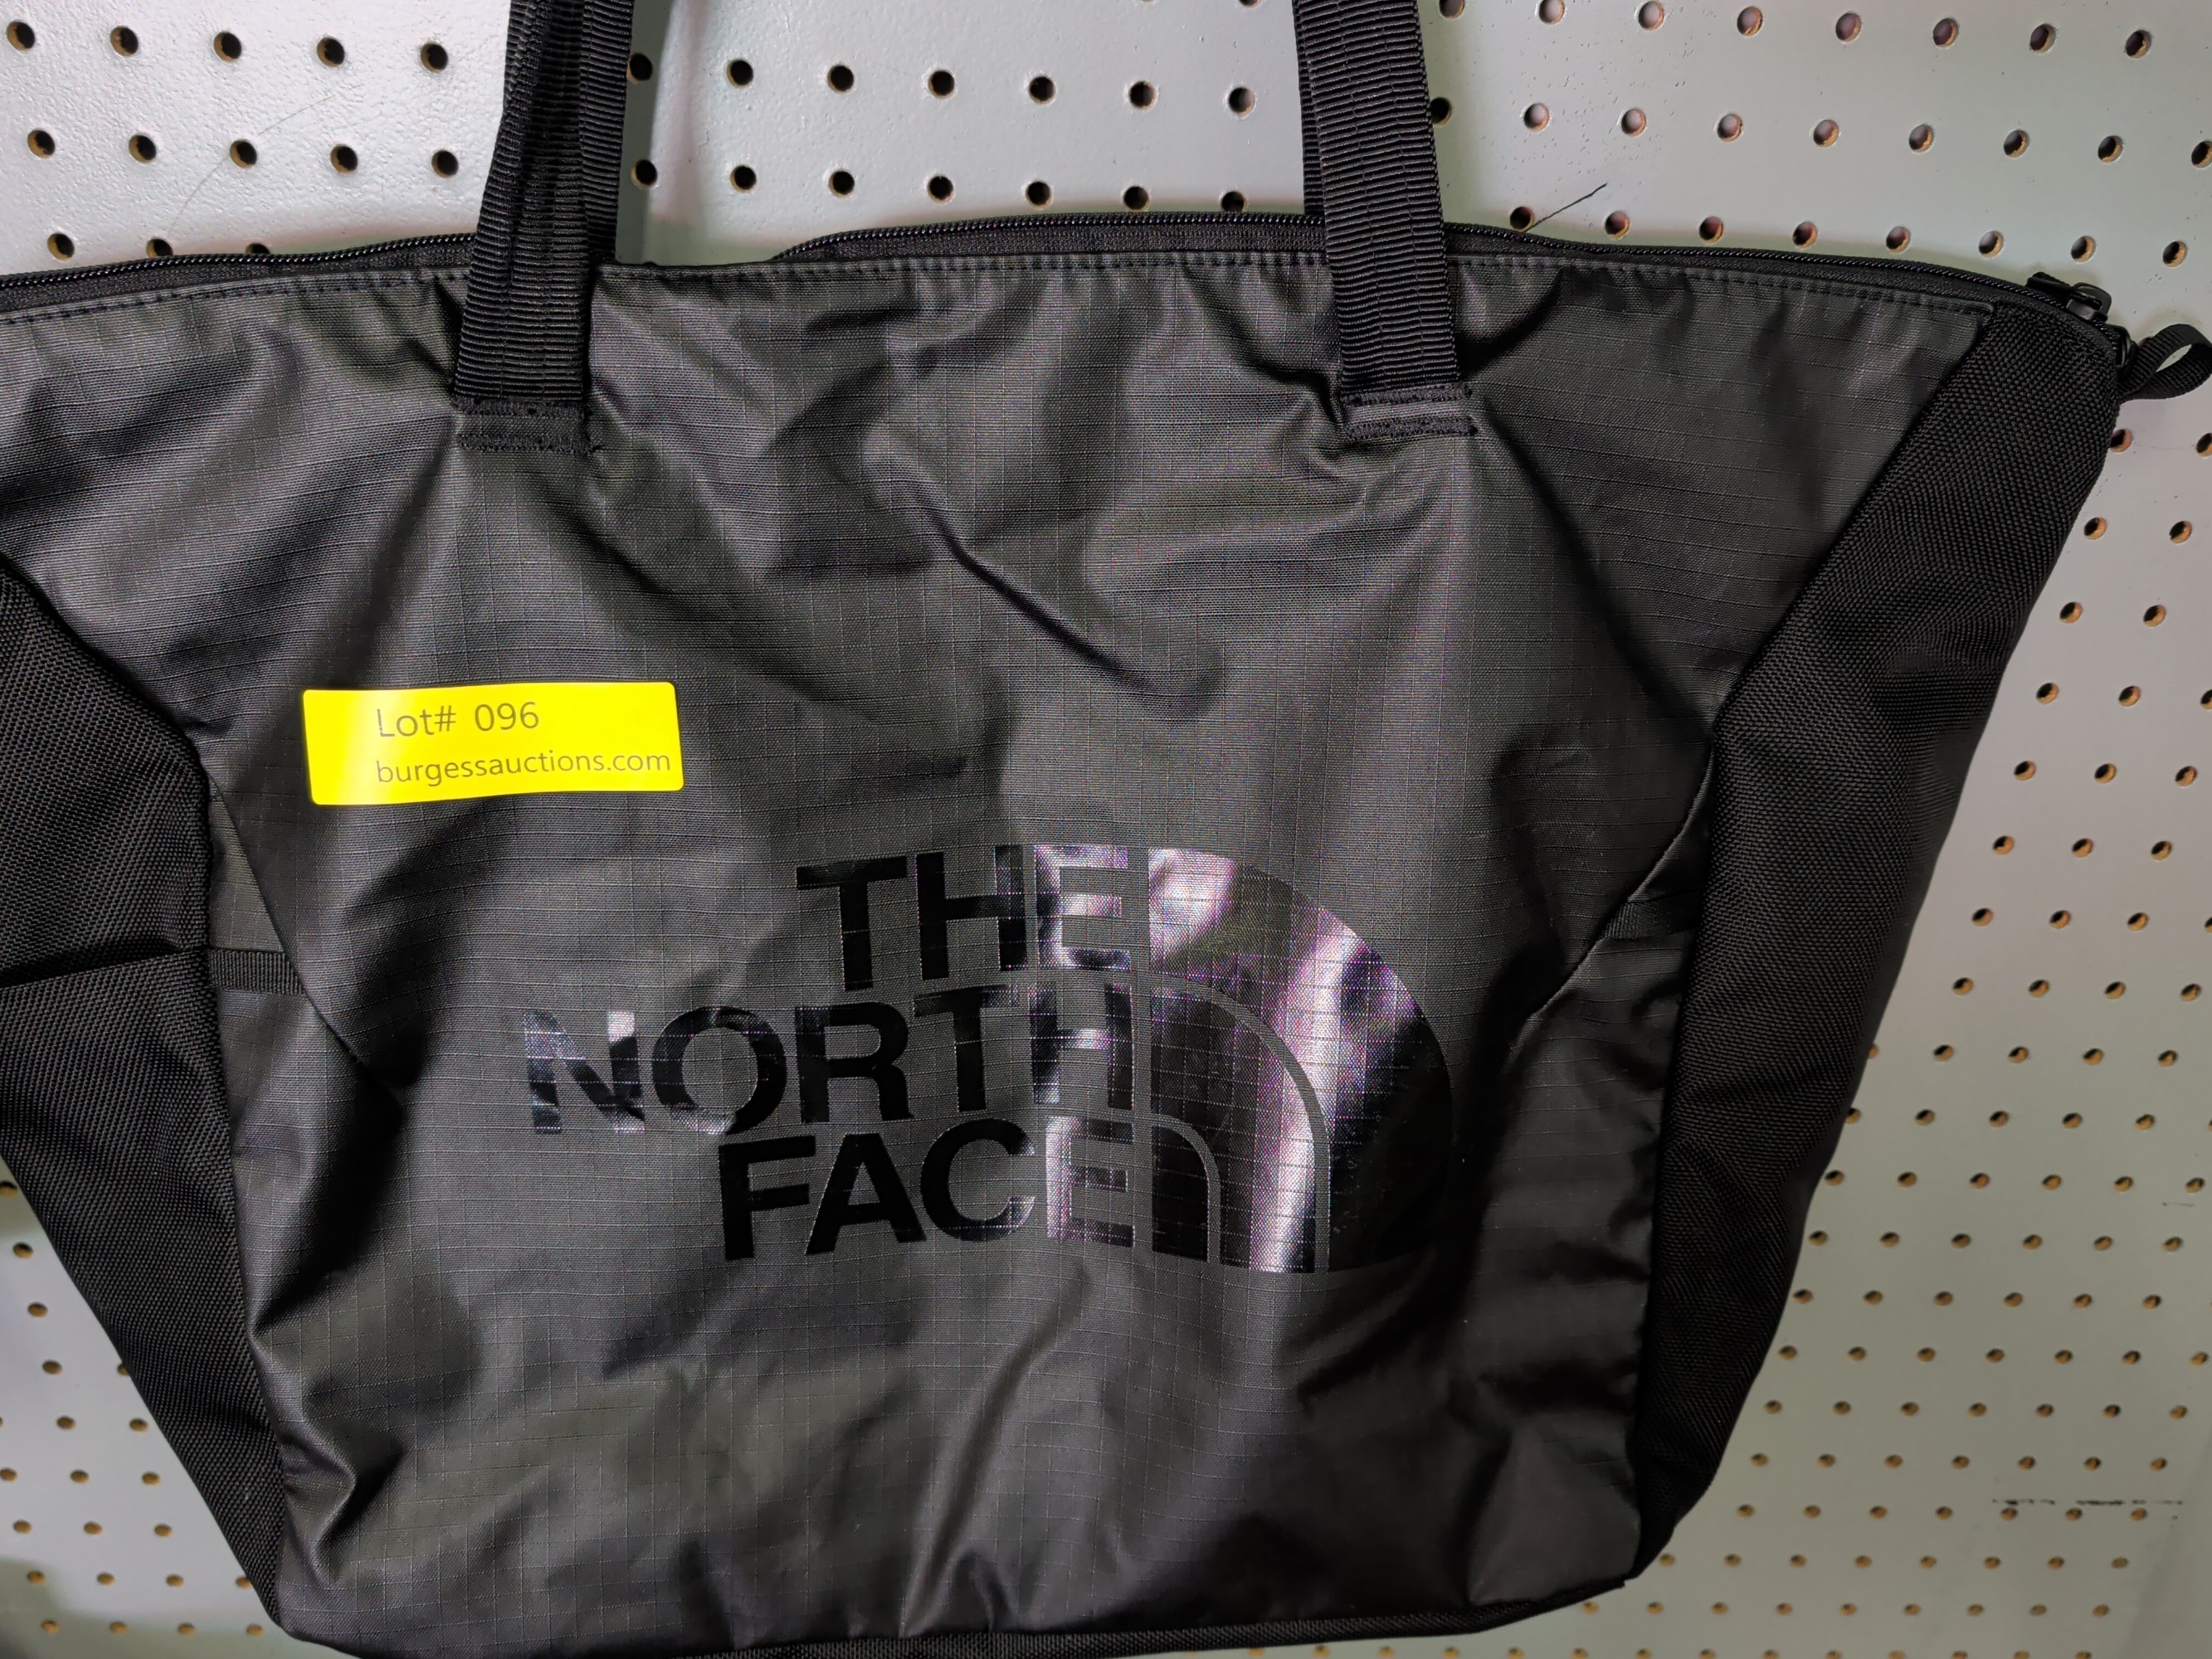 Lot# 096
burgessauctions.com
THE
NORTH
FACE